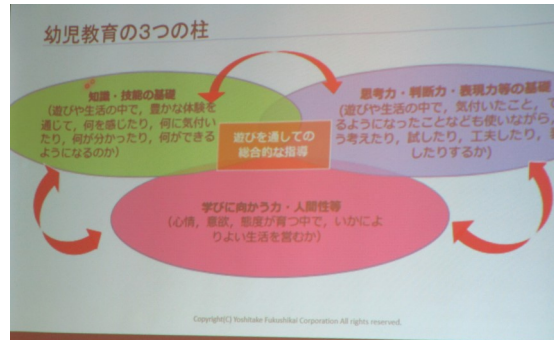 幼児教育の3つの柱
知識・技能の基礎
(遊びや生活の中で,豊かな体験を
通じて,何を感じたり,何に気付い
たり,何が分かったり,何ができる
ようになるのか)
思考力・判断力・表現力等の基礎
(遊びや生活の中で,気付いたこと,
るようになったことなども使いながら,
う考えたり,試したり,工夫したり,
したりするか)
遊びを通しての
総合的な指導
学びに向かう力・人間性等
(心情,意欲,態度が育つ中で,いかによ
りよい生活を営むか)
Copyright(C) Yoshitake Fukushikai Corporation All rights reserved.